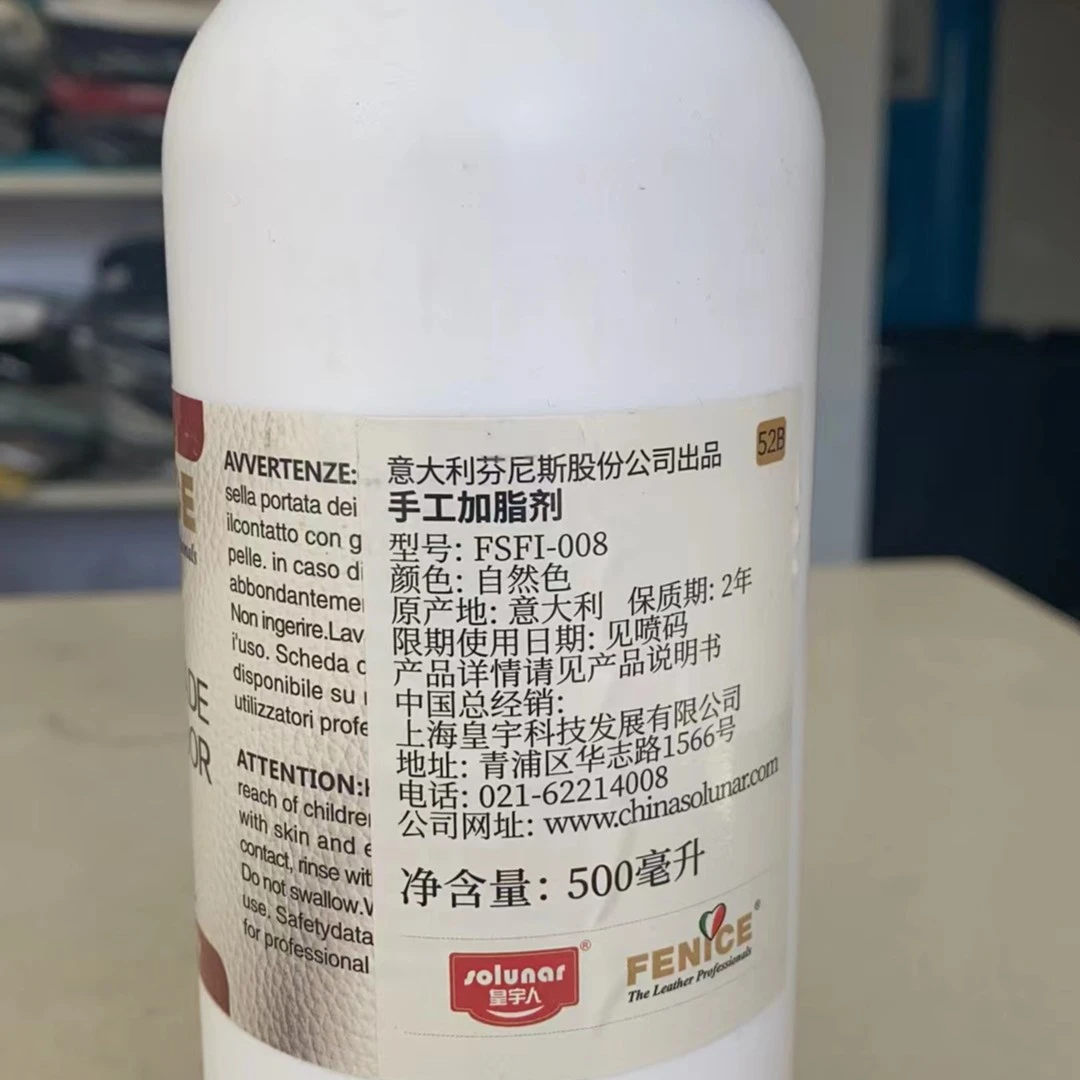 AVVERTENZE:
sella portata dei
ilcontatto con g
pelle. in caso di
abbondanteme
Non ingerire.Lav
i'uso. Scheda d
disponibile su
utilizzatori profe
ATTENTION:
reach of childre
with skin and e
contact, rinse wit
Do not swallow.V
use. Safetydata
for professional
E
DE
OR
52B
意大利芬尼斯股份公司出品
手工加脂剂
型号: FSFI-008
颜色: 自然色
原产地: 意大利 保质期: 2年
限期使用日期: 见喷码
产品详情请见产品说明书
中国总经销:
上海皇宇科技发展有限公司
地址: 青浦区华志路1566号
电话: 021-62214008
公司网址: www.chinasolunar.com
净含量: 500毫升
solunar®
皇宇人
FENICE®
The Leather Professionals